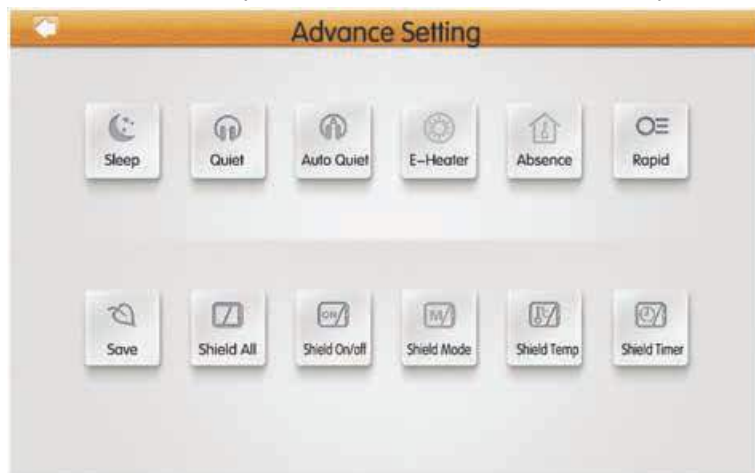 Advance Setting
Sleep
Quiet
Auto Quiet
E-Heater
Absence
Rapid
Save
Shield All
ON
Shield On/off
M
Shield Mode
Shield Temp
Shield Timer